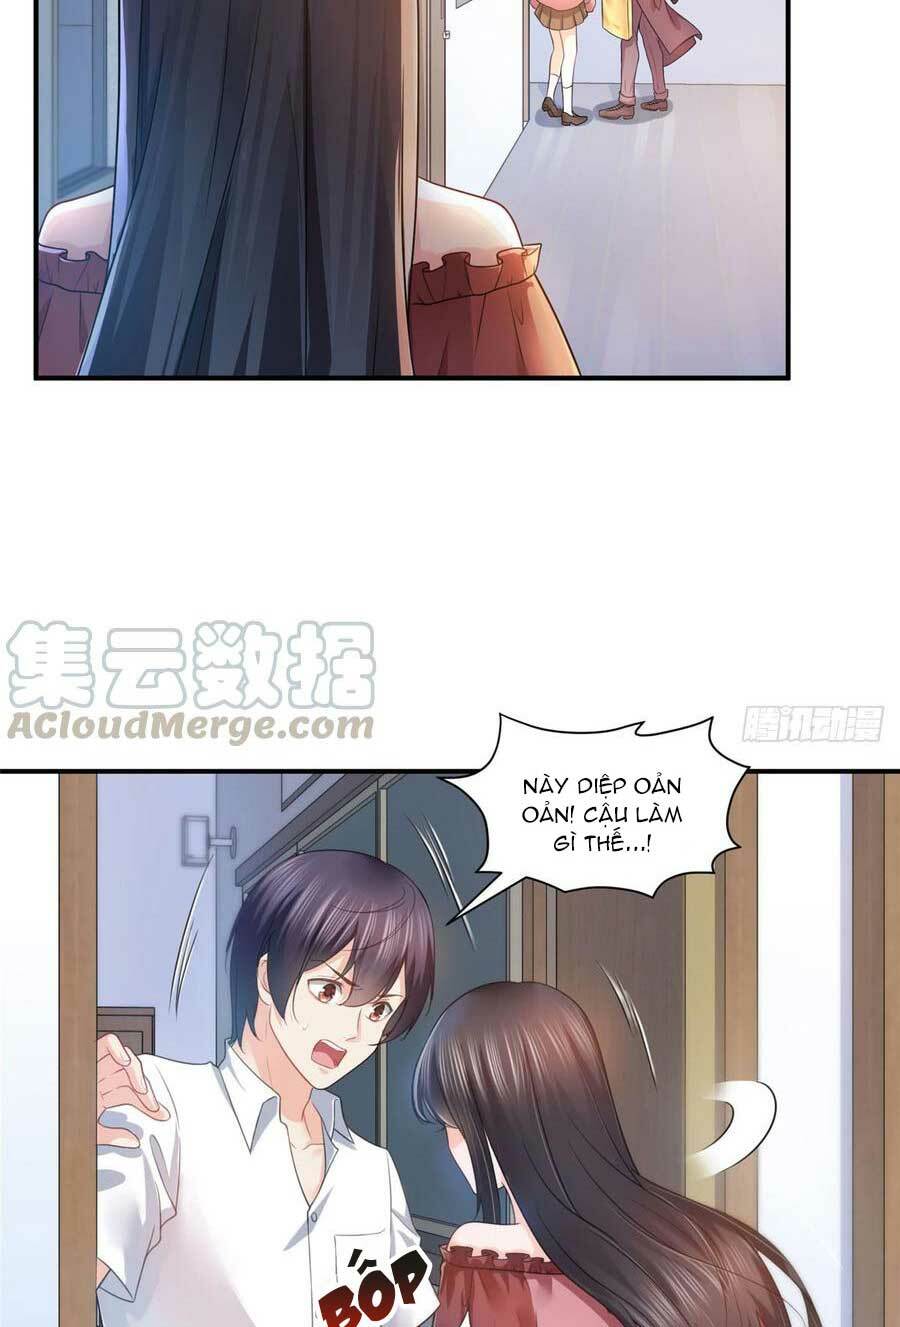 集云数据
ACloudMerge.com
腾讯动漫
NÀY DIỆP OẢN
OẢN! CẬU LÀM
GÌ THẾ...!
BỐP